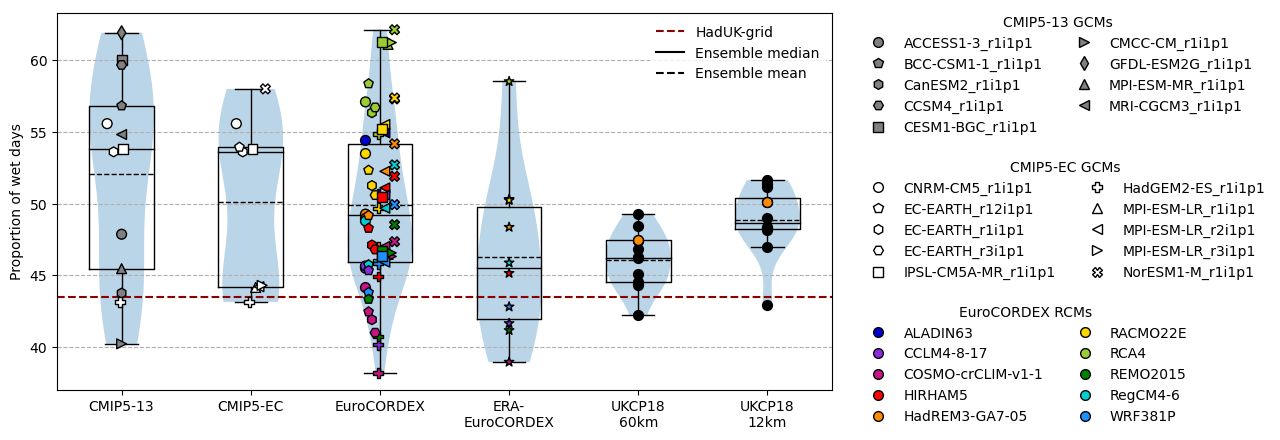 Proportion of wet days
60
55
50
45
40
HadUK-grid
Ensemble median
Ensemble mean
CMIP5-13
CMIP5-EC
EuroCORDEX
ERA-
EuroCORDEX
UKCP18
60km
UKCP18
12km
CMIP5-13 GCMs
ACCESS1-3_r1i1p1
BCC-CSM1-1_r1i1p1
CanESM2_r1i1p1
CCSM4_r1i1p1
CESM1-BGC_r1i1p1
CMCC-CM_r1i1p1
GFDL-ESM2G_r1i1p1
MPI-ESM-MR_r1i1p1
MRI-CGCM3_r1i1p1
CMIP5-EC GCMs
CNRM-CM5_r1i1p1
EC-EARTH_r12i1p1
EC-EARTH_r1i1p1
EC-EARTH_r3i1p1
IPSL-CM5A-MR_r1i1p1
HadGEM2-ES_r1i1p1
MPI-ESM-LR_r1i1p1
MPI-ESM-LR_r2i1p1
MPI-ESM-LR_r3i1p1
NorESM1-M_r1i1p1
EuroCORDEX RCMs
ALADIN63
CCLM4-8-17
COSMO-crCLIM-v1-1
HIRHAM5
HadREM3-GA7-05
RACMO22E
RCA4
REMO2015
RegCM4-6
WRF381P